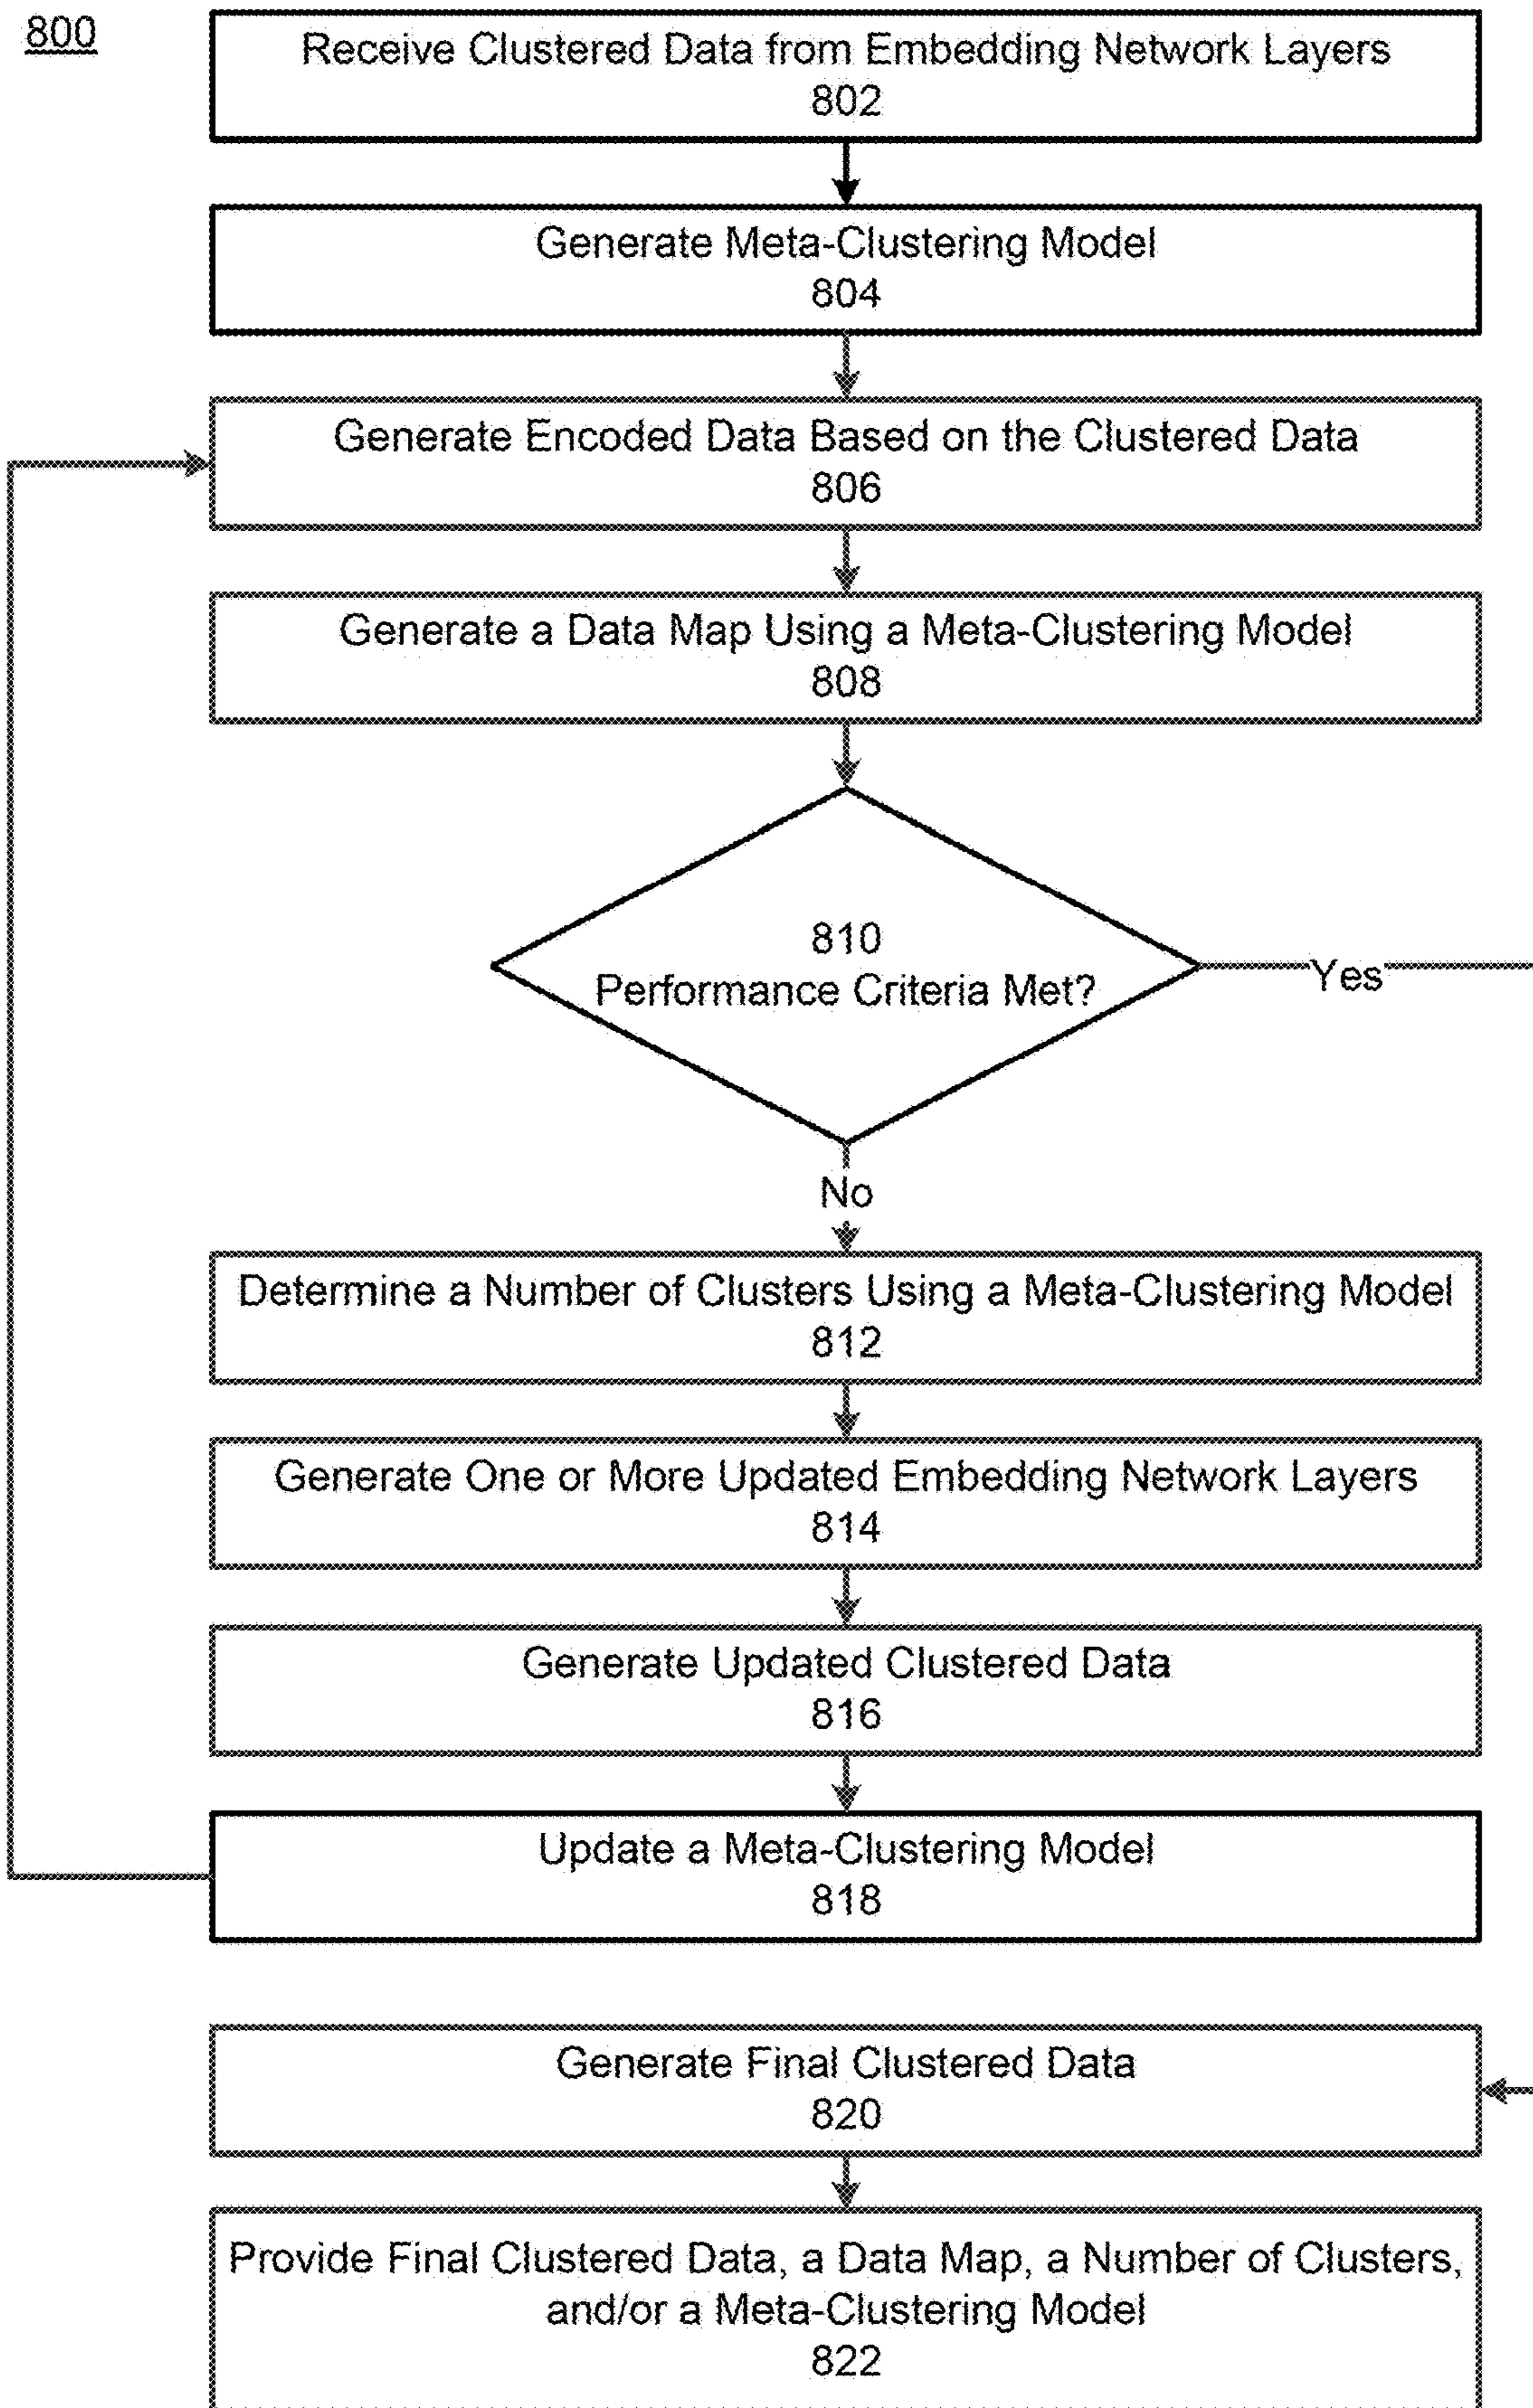 800
Receive Clustered Data from Embedding Network Layers
802
Generate Meta-Clustering Model
804
Generate Encoded Data Based on the Clustered Data
806
Generate a Data Map Using a Meta-Clustering Model
808
810
Performance Criteria Met?
Yes
No
Determine a Number of Clusters Using a Meta-Clustering Model
812
Generate One or More Updated Embedding Network Layers
814
Generate Updated Clustered Data
816
Update a Meta-Clustering Model
818
Generate Final Clustered Data
820
Provide Final Clustered Data, a Data Map, a Number of Clusters,
and/or a Meta-Clustering Model
822